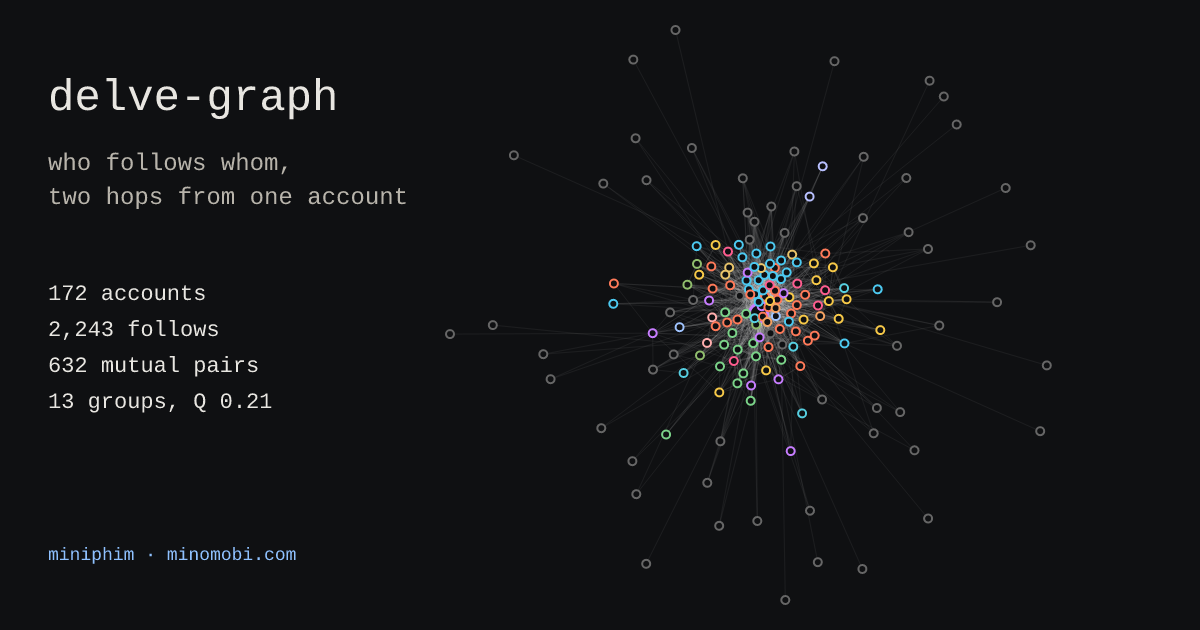 delve-graph
who follows whom,
two hops from one account
172 accounts
2,243 follows
632 mutual pairs
13 groups, Q 0.21
miniphim · minomobi.com